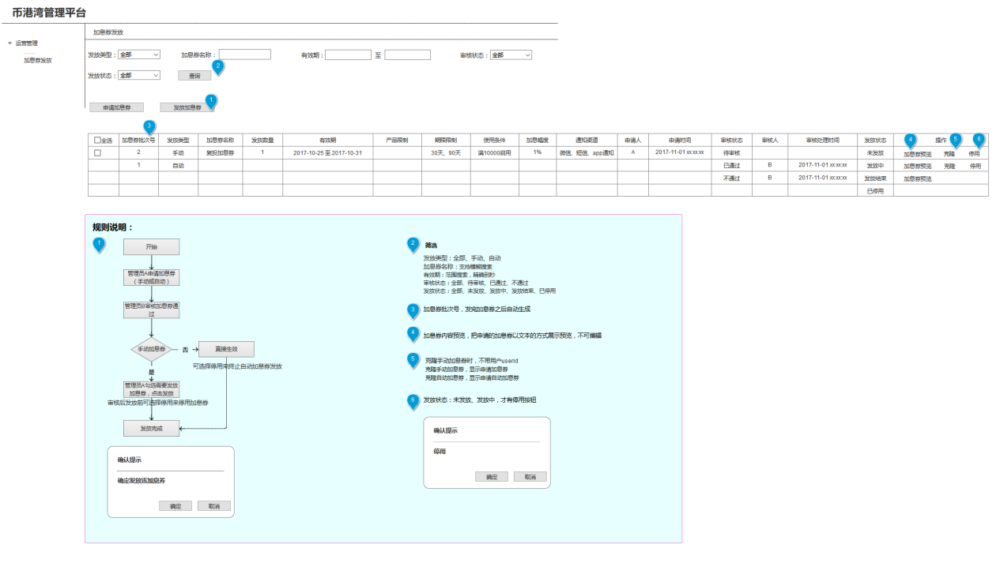 币港湾管理平台
加息券发放
运营管理
......
加息券发放
发放类型： 全部 加息券名称： 有效期： 至 审核状态： 全部
发放状态： 全部 查询 2
申请加息券 发放加息券 1
3
全选 加息券批次号 发放类型 加息券名称 发放数量 有效期 产品限制 期限限制 使用条件 加息幅度 通知渠道 申请人 申请时间 审核状态 审核人 审核处理时间 发放状态 4 操作 5 6
2 手动 复投加息券 1 2017-10-25 至 2017-10-31 30天、90天 满10000启用 1% 微信、短信、app通知 A 2017-11-01 xx:xx:xx 待审核 未发放 加息券预览 克隆 停用
1 自动 已通过 B 2017-11-01 xx:xx:xx 发放中 加息券预览 克隆 停用
不通过 B 2017-11-01 xx:xx:xx 发放结束 加息券预览
已停用
规则说明：
1
开始
管理员A申请加息券
（手动或自动）
管理员B审核加息券通
过
手动加息券 否 直接生效
可选择停用来终止自动加息券发放
是
管理员A勾选需要发放
加息券，点击发放
审核后发放前可选择停用来停用加息券
发放完成
确认提示
确定发放该加息券
确定 取消
2 筛选
发放类型：全部、手动、自动
加息券名称：支持模糊搜索
有效期：范围搜索，精确到秒
审核状态：全部、待审核、已通过、不通过
发放状态：全部、未发放、发放中、发放结束、已停用
3 加息券批次号，发完加息券之后自动生成
4 加息券内容预览，把申请的加息券以文本的方式展示预览，不可编辑
5 克隆手动加息券时，不带用户userid
克隆手动加息券，显示申请加息券
克隆自动加息券，显示申请自动加息券
6 发放状态：未发放、发放中，才有停用按钮
确认提示
停用
确定 取消